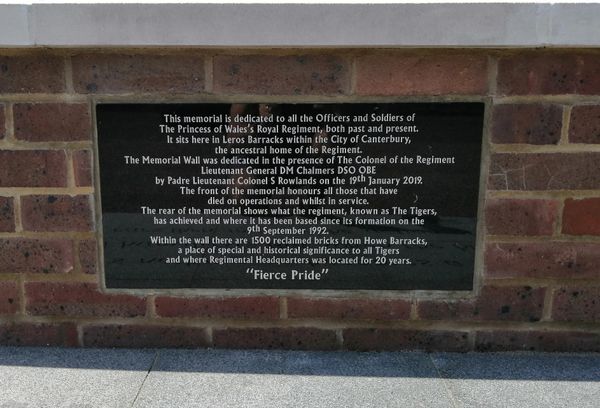 This memorial is dedicated to all the Officers and Soldiers of
The Princess of Wales's Royal Regiment, both past and present.
It sits here in Leros Barracks within the City of Canterbury,
the ancestral home of the Regiment.
The Memorial Wall was dedicated in the presence of The Colonel of the Regiment
Lieutenant General DM Chalmers DSO OBE
by Padre Lieutenant Colonel S Rowlands on the 19th January 2019.
The front of the memorial honours all those that have
died on operations and whilst in service.
The rear of the memorial shows what the regiment, known as The Tigers,
has achieved and where it has been based since its formation on the
9th September 1992.
Within the wall there are 1500 reclaimed bricks from Howe Barracks,
a place of special and historical significance to all Tigers
and where Regimental Headquarters was located for 20 years.
"Fierce Pride"